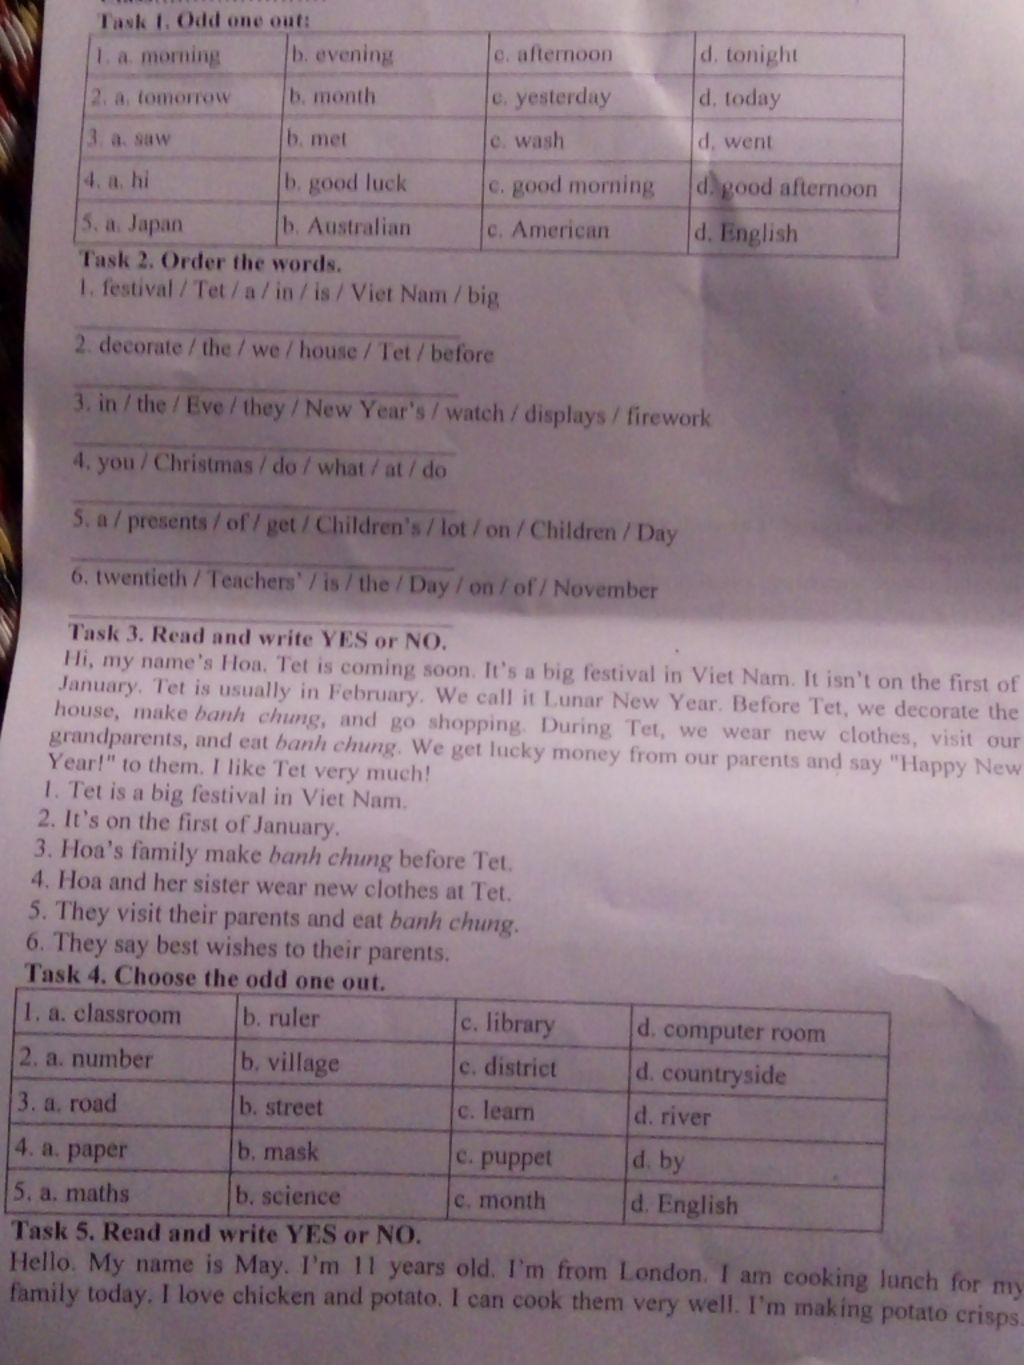 Task 1. Odd one out:
1. a. morning b. evening c. afternoon d. tonight
2. a. tomorrow b. month c. yesterday d. today
3. a. saw b. met c. wash d. went
4. a. hi b. good luck c. good morning d. good afternoon
5. a. Japan b. Australian c. American d. English
Task 2. Order the words.
1. festival / Tet / a / in / is / Viet Nam / big
2. decorate / the / we / house / Tet / before
3. in / the / Eve / they / New Year's / watch / displays / firework
4. you / Christmas / do / what / at / do
5. a / presents / of / get / Children's / lot / on / Children / Day
6. twentieth / Teachers' / is / the / Day / on / of / November
Task 3. Read and write YES or NO.
Hi, my name's Hoa. Tet is coming soon. It's a big festival in Viet Nam. It isn't on the first of
January. Tet is usually in February. We call it Lunar New Year. Before Tet, we decorate the
house, make banh chung, and go shopping. During Tet, we wear new clothes, visit our
grandparents, and eat banh chung. We get lucky money from our parents and say "Happy New
Year!" to them. I like Tet very much!
1. Tet is a big festival in Viet Nam.
2. It's on the first of January.
3. Hoa's family make banh chung before Tet.
4. Hoa and her sister wear new clothes at Tet.
5. They visit their parents and eat banh chung.
6. They say best wishes to their parents.
Task 4. Choose the odd one out.
1. a. classroom b. ruler c. library d. computer room
2. a. number b. village c. district d. countryside
3. a. road b. street c. learn d. river
4. a. paper b. mask c. puppet d. by
5. a. maths b. science c. month d. English
Task 5. Read and write YES or NO.
Hello. My name is May. I'm 11 years old. I'm from London. I am cooking lunch for my
family today. I love chicken and potato. I can cook them very well. I'm making potato crisps.